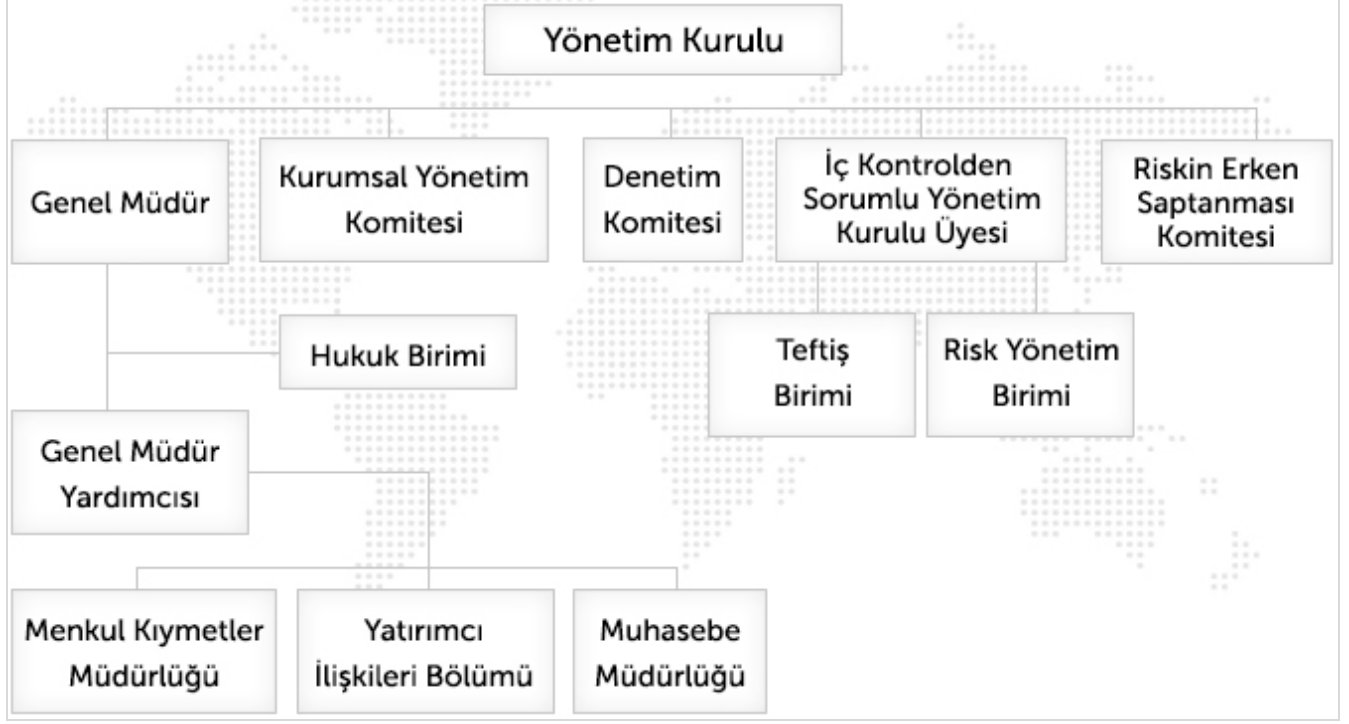 Yönetim Kurulu
Genel Müdür
Kurumsal Yönetim
Komitesi
Denetim
Komitesi
İç Kontrolden
Sorumlu Yönetim
Kurulu Üyesi
Riskin Erken
Saptanması
Komitesi
Hukuk Birimi
Teftiş
Birimi
Risk Yönetim
Birimi
Genel Müdür
Yardımcısı
Menkul Kıymetler
Müdürlüğü
Yatırımcı
İlişkileri Bölümü
Muhasebe
Müdürlüğü